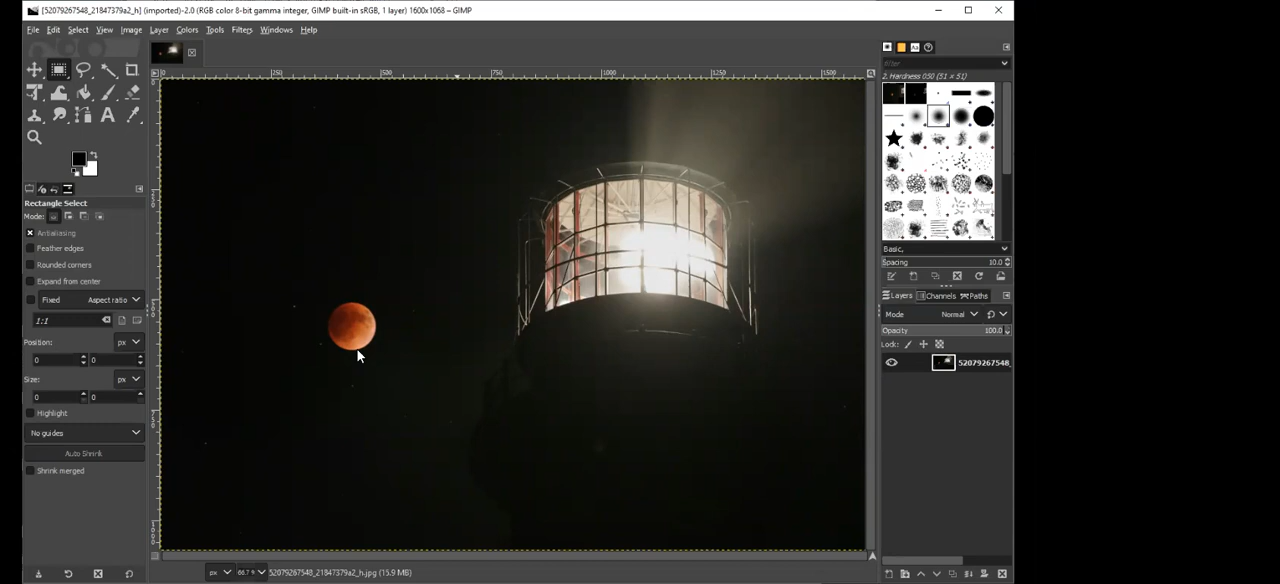 [52079267548_21847379a2_h] (imported)-2.0 (RGB color 8-bit gamma integer, GIMP built-in sRGB, 1 layer) 1600x1068 – GIMP
File Edit Select View Image Layer Colors Tools Filters Windows Help
filter
2. Hardness 050 (51 × 51)
0 250 500 750 1000 1250 1500
Rectangle Select
Mode:
Antialiasing
Feather edges
Rounded corners
Expand from center
Fixed Aspect ratio
1:1
Position: px
0 0
Size: px
0 0
Highlight
No guides
Auto Shrink
Shrink merged
Basic,
Spacing 10.0
Layers Channels Paths
Mode Normal
Opacity 100.0
Lock:
52079267548_
px 66.7 52079267548_21847379a2_h.jpg (15.9 MB)